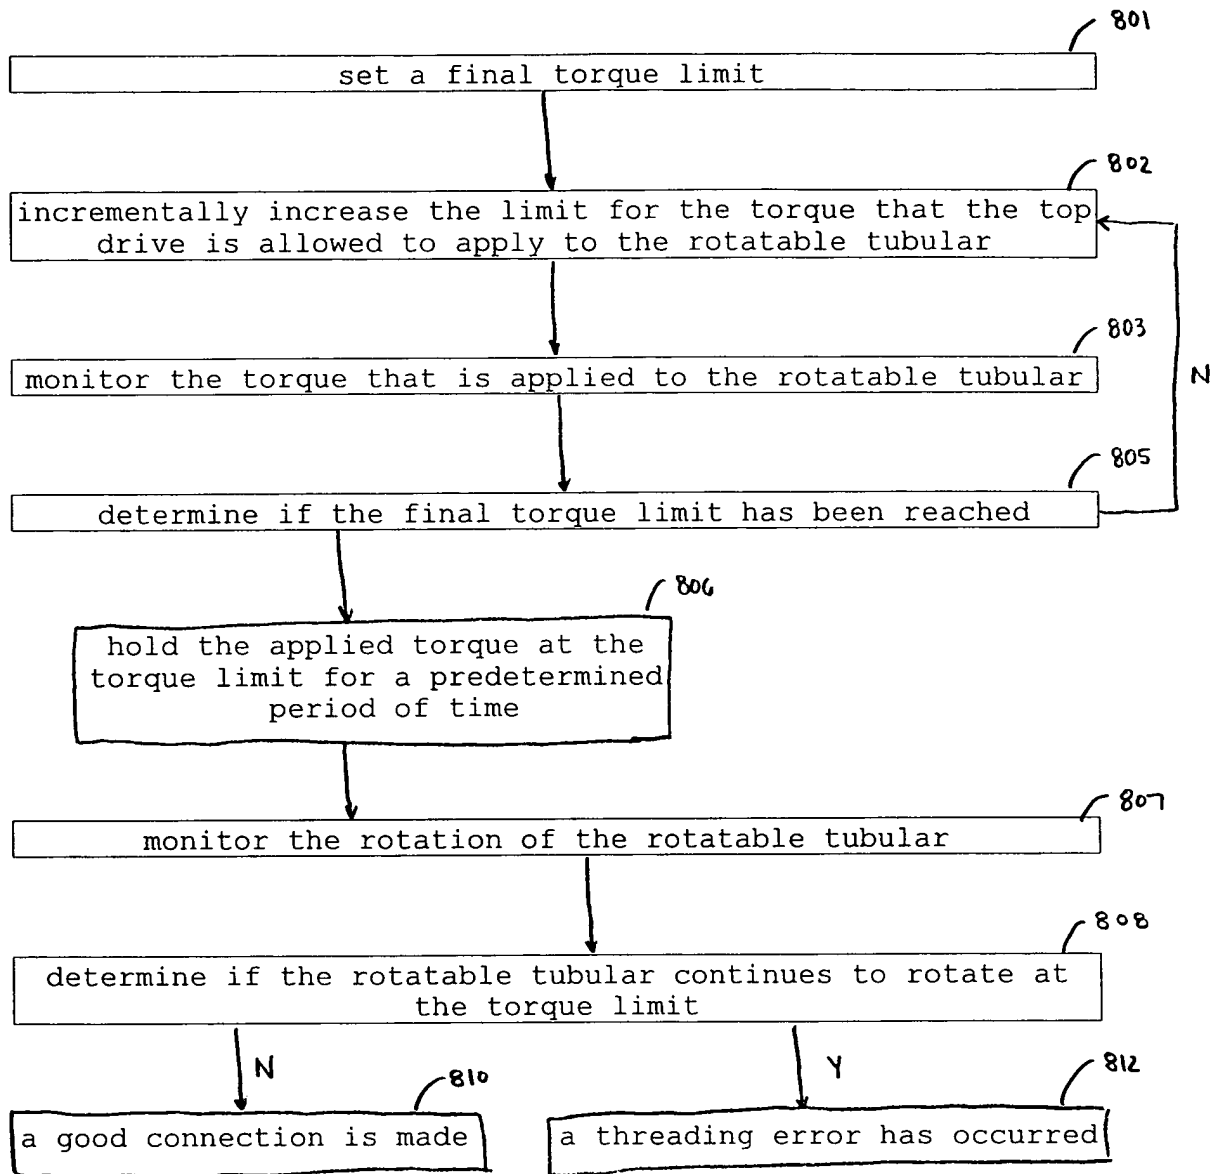 801
set a final torque limit
802
incrementally increase the limit for the torque that the top
drive is allowed to apply to the rotatable tubular
803
monitor the torque that is applied to the rotatable tubular
N
805
determine if the final torque limit has been reached
806
hold the applied torque at the
torque limit for a predetermined
period of time
807
monitor the rotation of the rotatable tubular
808
determine if the rotatable tubular continues to rotate at
the torque limit
N
Y
810
812
a good connection is made
a threading error has occurred